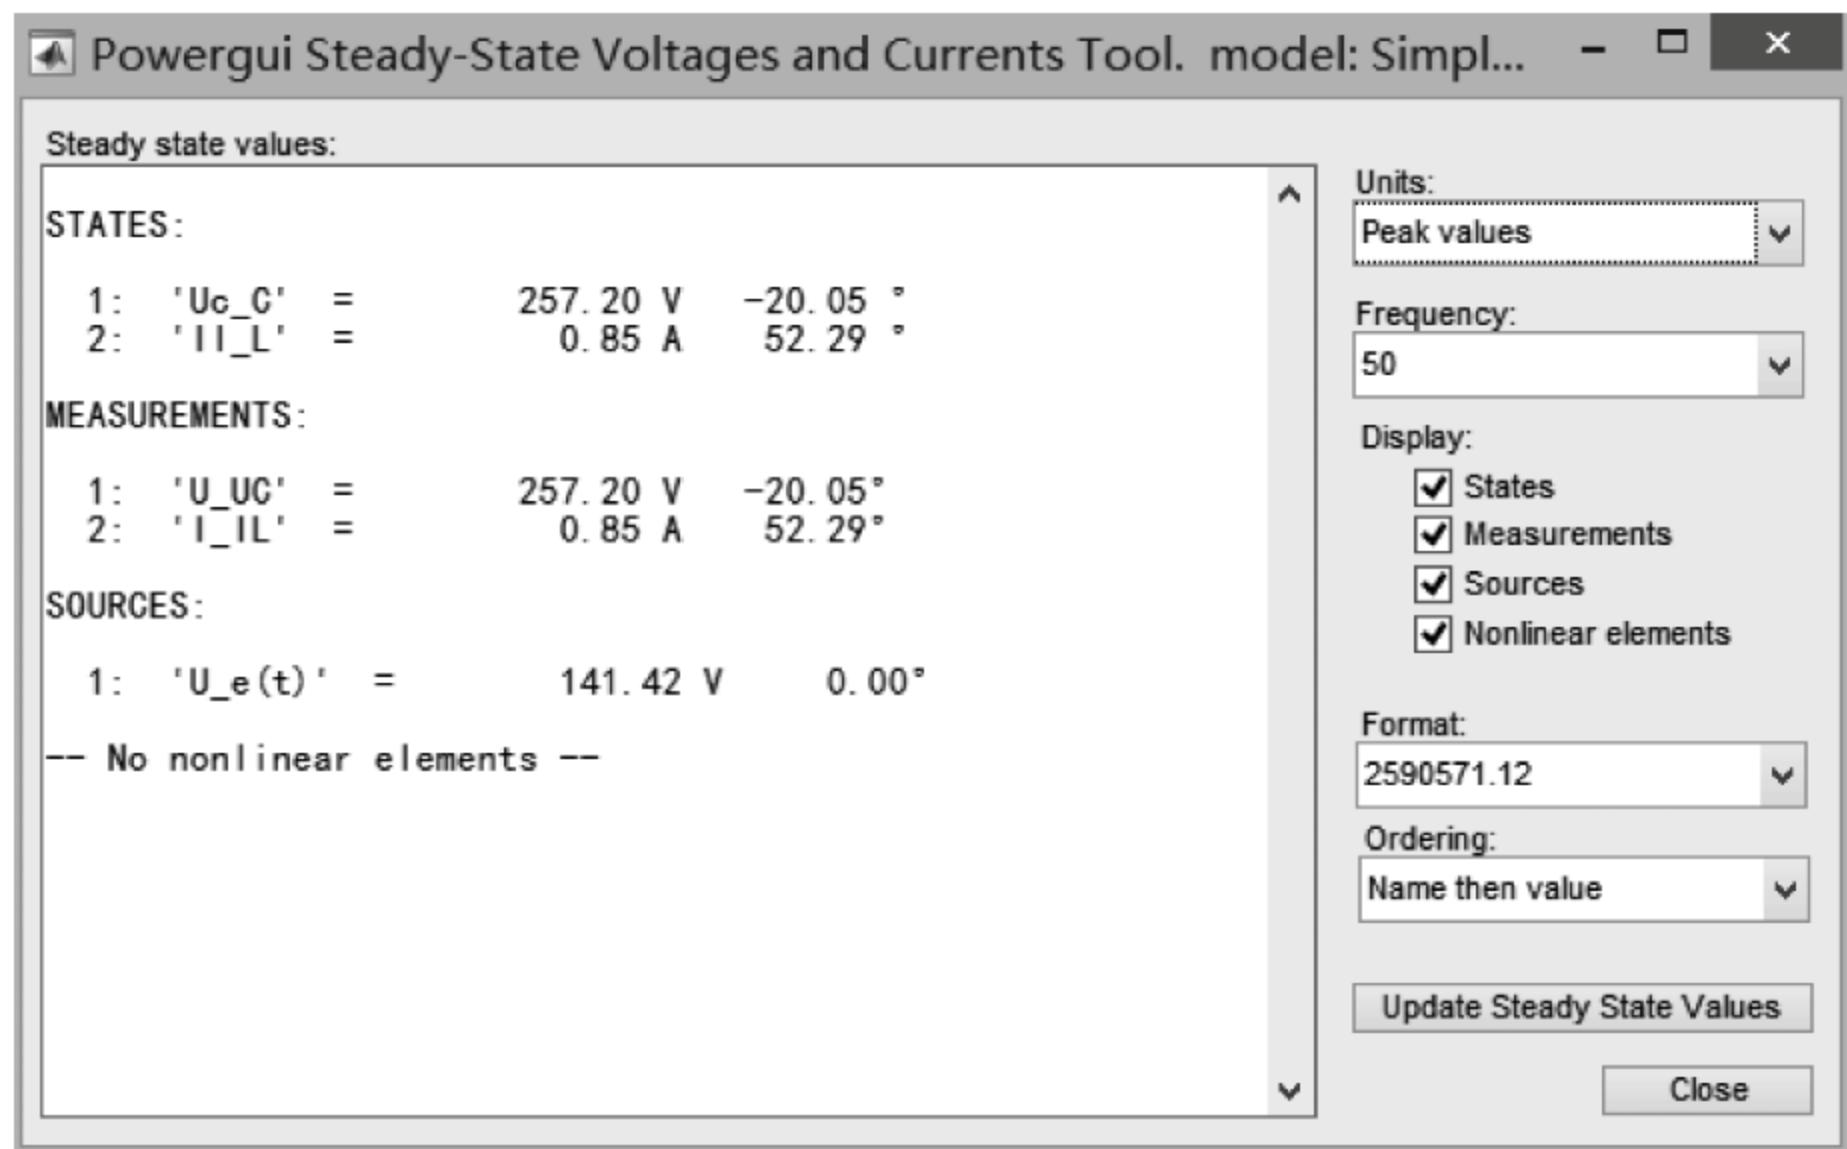 Powergui Steady-State Voltages and Currents Tool. model: Simpl...
Steady state values:
STATES:
1: 'Uc_C' = 257.20 V -20.05 °
2: 'Il_L' = 0.85 A 52.29 °
MEASUREMENTS:
1: 'U_UC' = 257.20 V -20.05°
2: 'I_IL' = 0.85 A 52.29°
SOURCES:
1: 'U_e(t)' = 141.42 V 0.00°
-- No nonlinear elements --
Units:
Peak values
Frequency:
50
Display:
States
Measurements
Sources
Nonlinear elements
Format:
2590571.12
Ordering:
Name then value
Update Steady State Values
Close